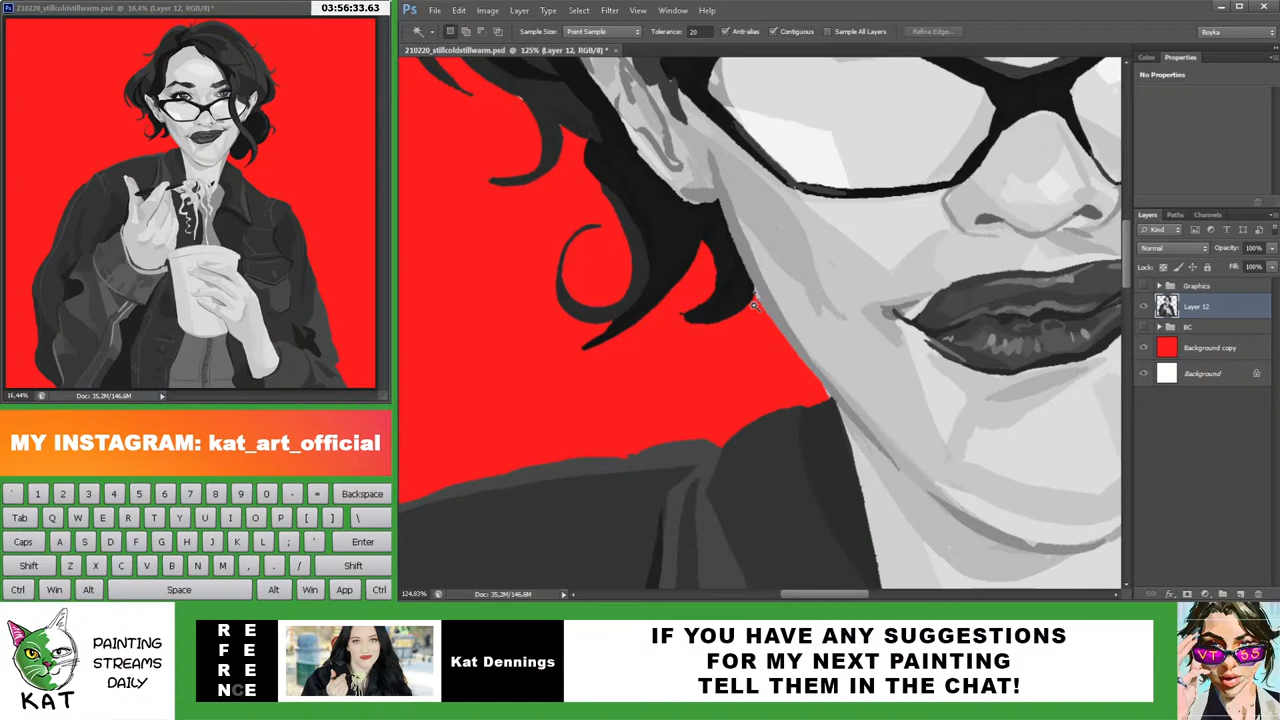 210220_stillcoldstillwarm.psd @ 16,4% (Layer 12, RGB/8) *
03:56:33.63
Ps
File Edit Image Layer Type Select Filter View Window Help
Sample Size: Point Sample Tolerance: 20 Anti-alias Contiguous Sample All Layers Refine Edge... Boyka
210220_stillcoldstillwarm.psd @ 125% (Layer 12, RGB/8) * ×
Color Properties
No Properties
Layers Paths Channels
Kind
Normal Opacity: 100%
Lock: Fill: 100%
Graphics
Layer 12
BC
Background copy
Background
16,44% Doc: 35,2M/146,6M
124,83% Doc: 35,2M/146,6M
MY INSTAGRAM: kat_art_official
` 1 2 3 4 5 6 7 8 9 0 - = Backspace
Tab Q W E R T Y U I O P [ ] \
Caps A S D F G H J K L ; ' Enter
Shift Z X C V B N M , . / Shift
Ctrl Win Alt Space Alt Win App Ctrl
KAT
PAINTING
STREAMS
DAILY
R E
F E
R E
N C E
Kat Dennings
IF YOU HAVE ANY SUGGESTIONS
FOR MY NEXT PAINTING
TELL THEM IN THE CHAT!